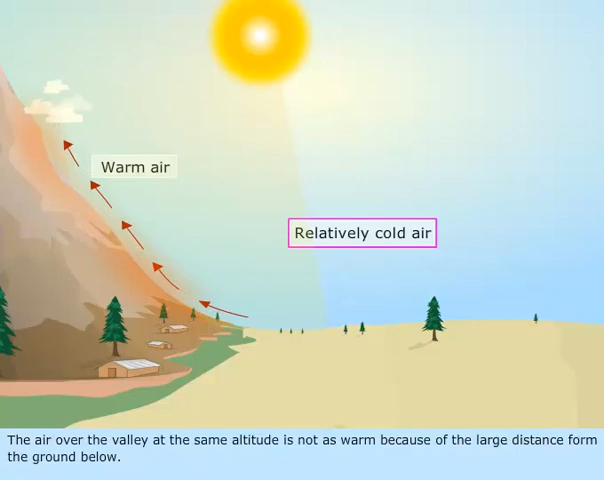 Warm air
Relatively cold air
The air over the valley at the same altitude is not as warm because of the large distance form
the ground below.